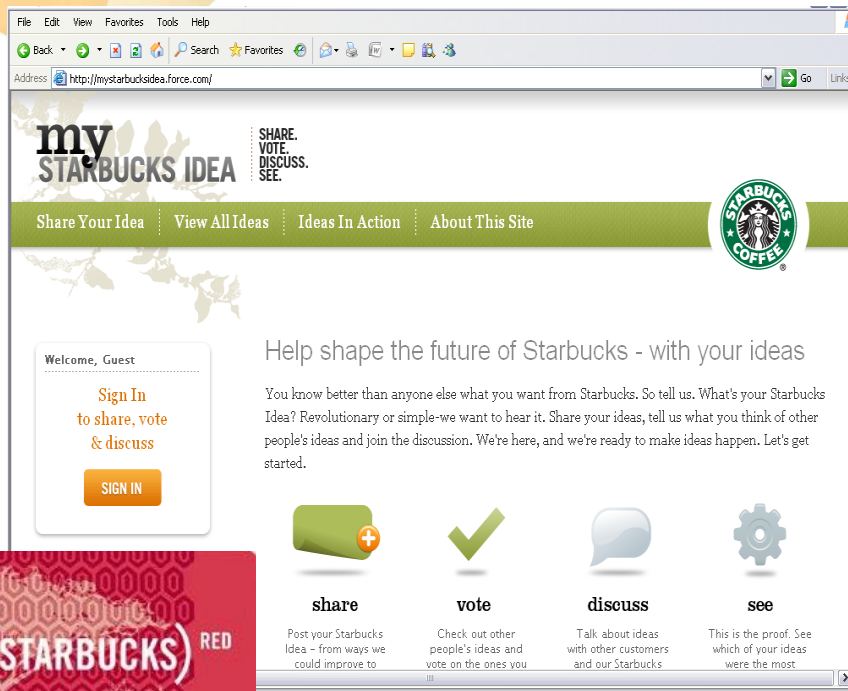 File Edit View Favorites Tools Help
Back Search Favorites
Address http://mystarbucksidea.force.com/ Go Links
my
STARBUCKS IDEA
SHARE.
VOTE.
DISCUSS.
SEE.
Share Your Idea View All Ideas Ideas In Action About This Site
STARBUCKS
COFFEE
®
Welcome, Guest
Sign In
to share, vote
& discuss
SIGN IN
Help shape the future of Starbucks - with your ideas
You know better than anyone else what you want from Starbucks. So tell us. What's your Starbucks
Idea? Revolutionary or simple-we want to hear it. Share your ideas, tell us what you think of other
people's ideas and join the discussion. We're here, and we're ready to make ideas happen. Let's get
started.
share
Post your Starbucks
Idea – from ways we
could improve to
vote
Check out other
people's ideas and
vote on the ones you
discuss
Talk about ideas
with other customers
and our Starbucks
see
This is the proof. See
which of your ideas
were the most
STARBUCKS) RED